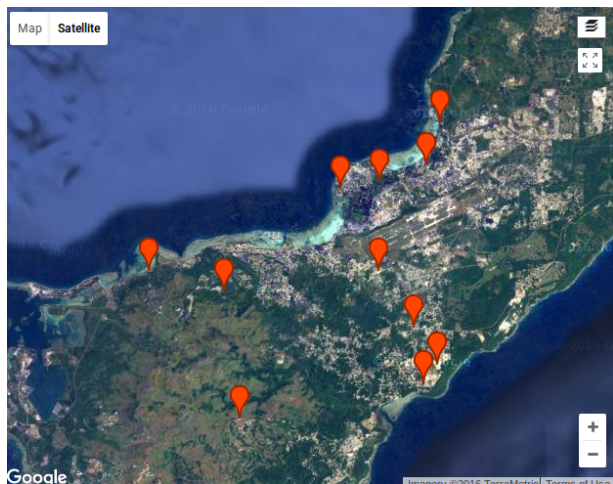 Map Satellite
© 2016 Google
+
−
Google
Imagery ©2016 TerraMetrics Terms of Use